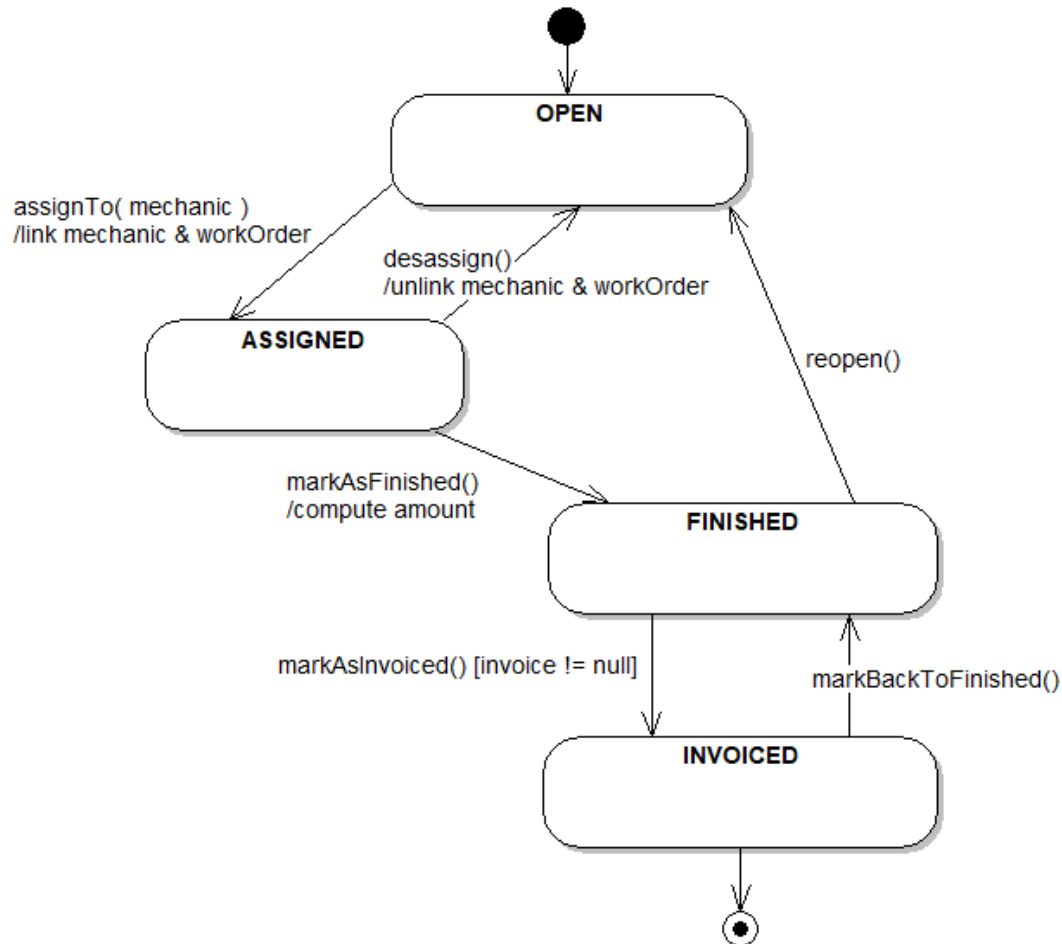 OPEN
assignTo( mechanic )
/link mechanic & workOrder
desassign()
/unlink mechanic & workOrder
ASSIGNED
reopen()
markAsFinished()
/compute amount
FINISHED
markAsInvoiced() [invoice != null]
markBackToFinished()
INVOICED